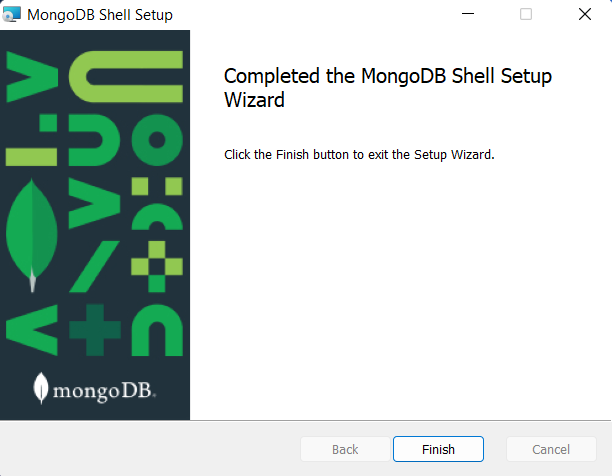 MongoDB Shell Setup
Completed the MongoDB Shell Setup
Wizard
Click the Finish button to exit the Setup Wizard.
mongoDB®
Back
Finish
Cancel